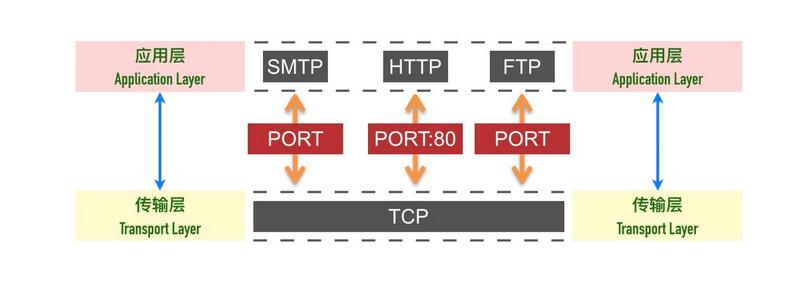 应用层
Application Layer
SMTP
HTTP
FTP
应用层
Application Layer
PORT
PORT:80
PORT
传输层
Transport Layer
TCP
传输层
Transport Layer